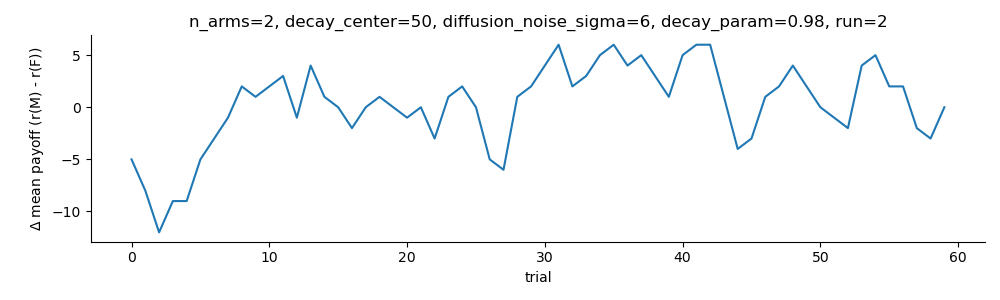 n_arms=2, decay_center=50, diffusion_noise_sigma=6, decay_param=0.98, run=2
Δ mean payoff (r(M) - r(F))
5
0
−5
−10
0 10 20 30 40 50 60
trial